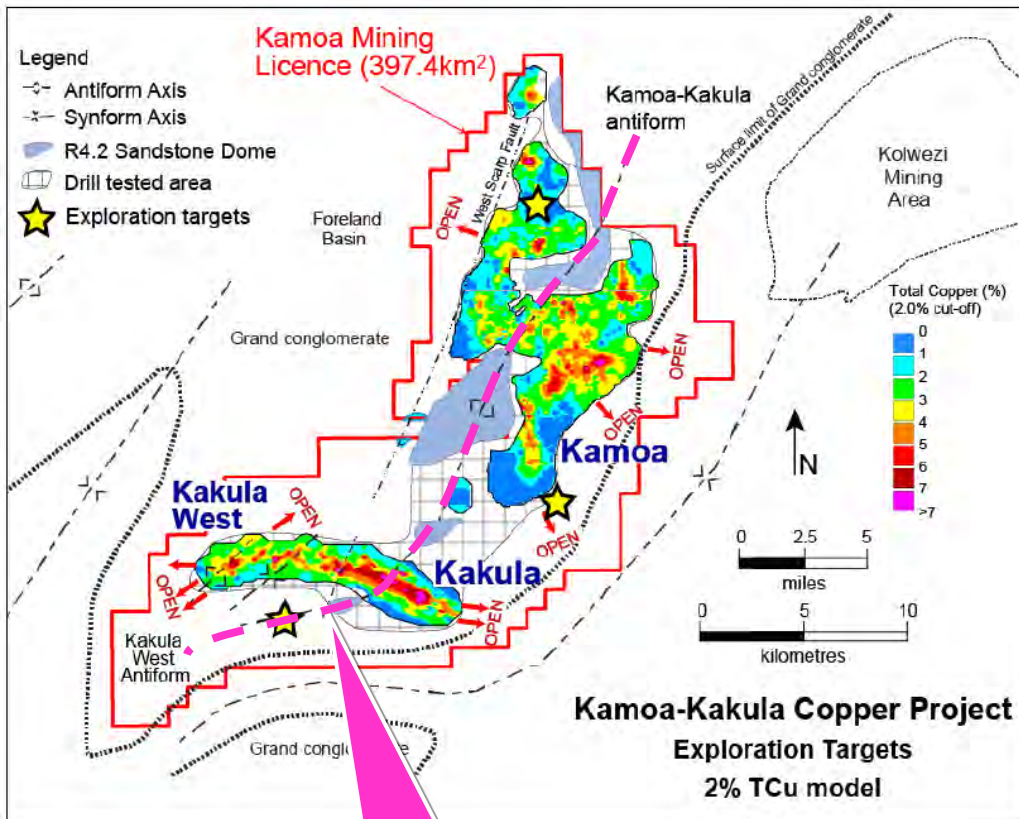 Kamoa Mining
Licence (397.4km²)
Legend
Antiform Axis
Synform Axis
R4.2 Sandstone Dome
Drill tested area
Exploration targets
Kamoa-Kakula
antiform
Surface limit of Grand conglomerate
Kolwezi
Mining
Area
West Scarp Fault
OPEN
Foreland
Basin
Grand conglomerate
Total Copper (%)
(2.0% cut-off)
0
1
2
3
4
5
6
7
>7
OPEN
OPEN
N
Kamoa
Kakula
West
OPEN
OPEN
Kakula
OPEN
OPEN
0 2.5 5
miles
0 5 10
kilometres
Kakula
West
Antiform
Grand conglo
Kamoa-Kakula Copper Project
Exploration Targets
2% TCu model